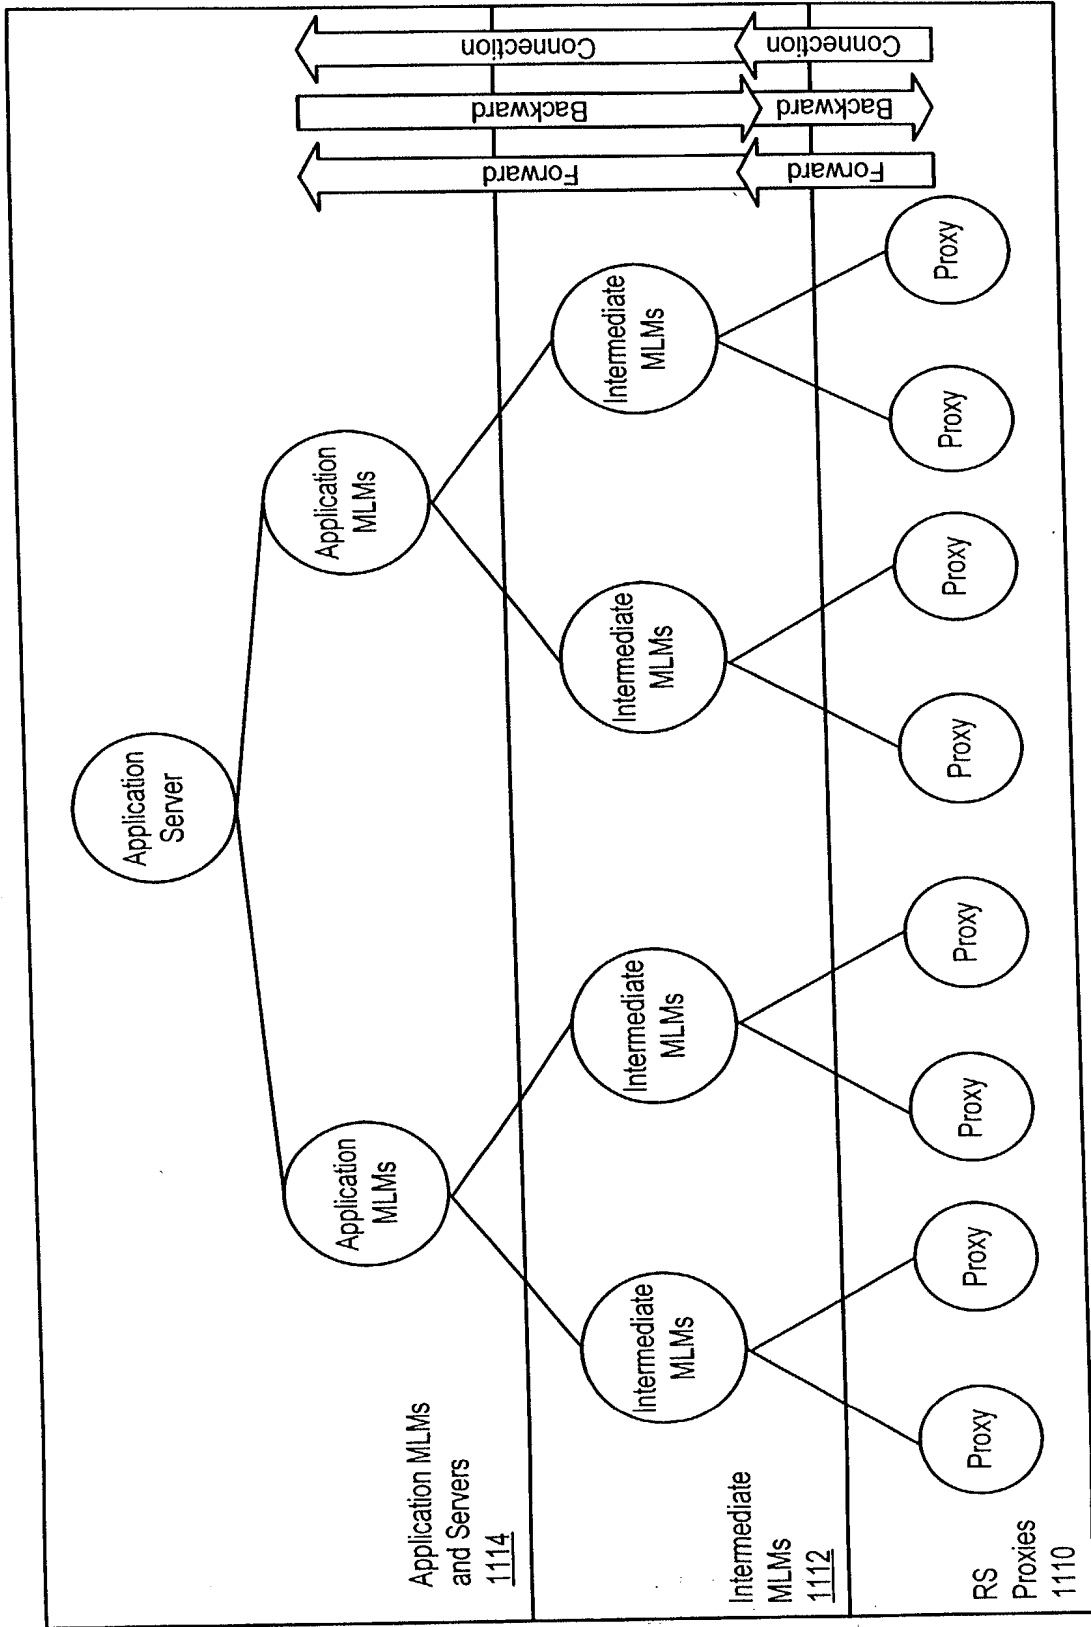 Application
Server
Application
MLMs
Application
MLMs
Application MLMs
and Servers
1114
Intermediate
MLMs
Intermediate
MLMs
Intermediate
MLMs
Intermediate
MLMs
Intermediate
MLMs
1112
Proxy
Proxy
Proxy
Proxy
Proxy
Proxy
Proxy
Proxy
RS
Proxies
1110
Forward
Forward
Backward
Backward
Connection
Connection